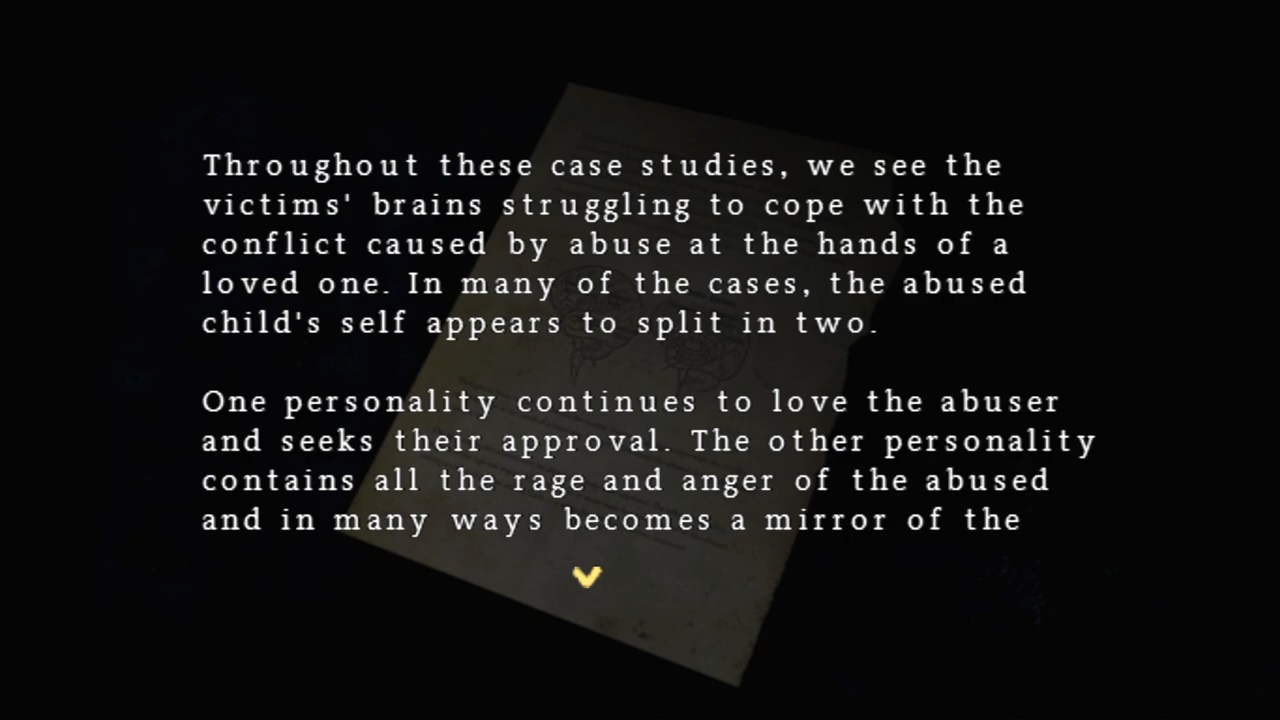 Throughout these case studies, we see the
victims' brains struggling to cope with the
conflict caused by abuse at the hands of a
loved one. In many of the cases, the abused
child's self appears to split in two.
One personality continues to love the abuser
and seeks their approval. The other personality
contains all the rage and anger of the abused
and in many ways becomes a mirror of the